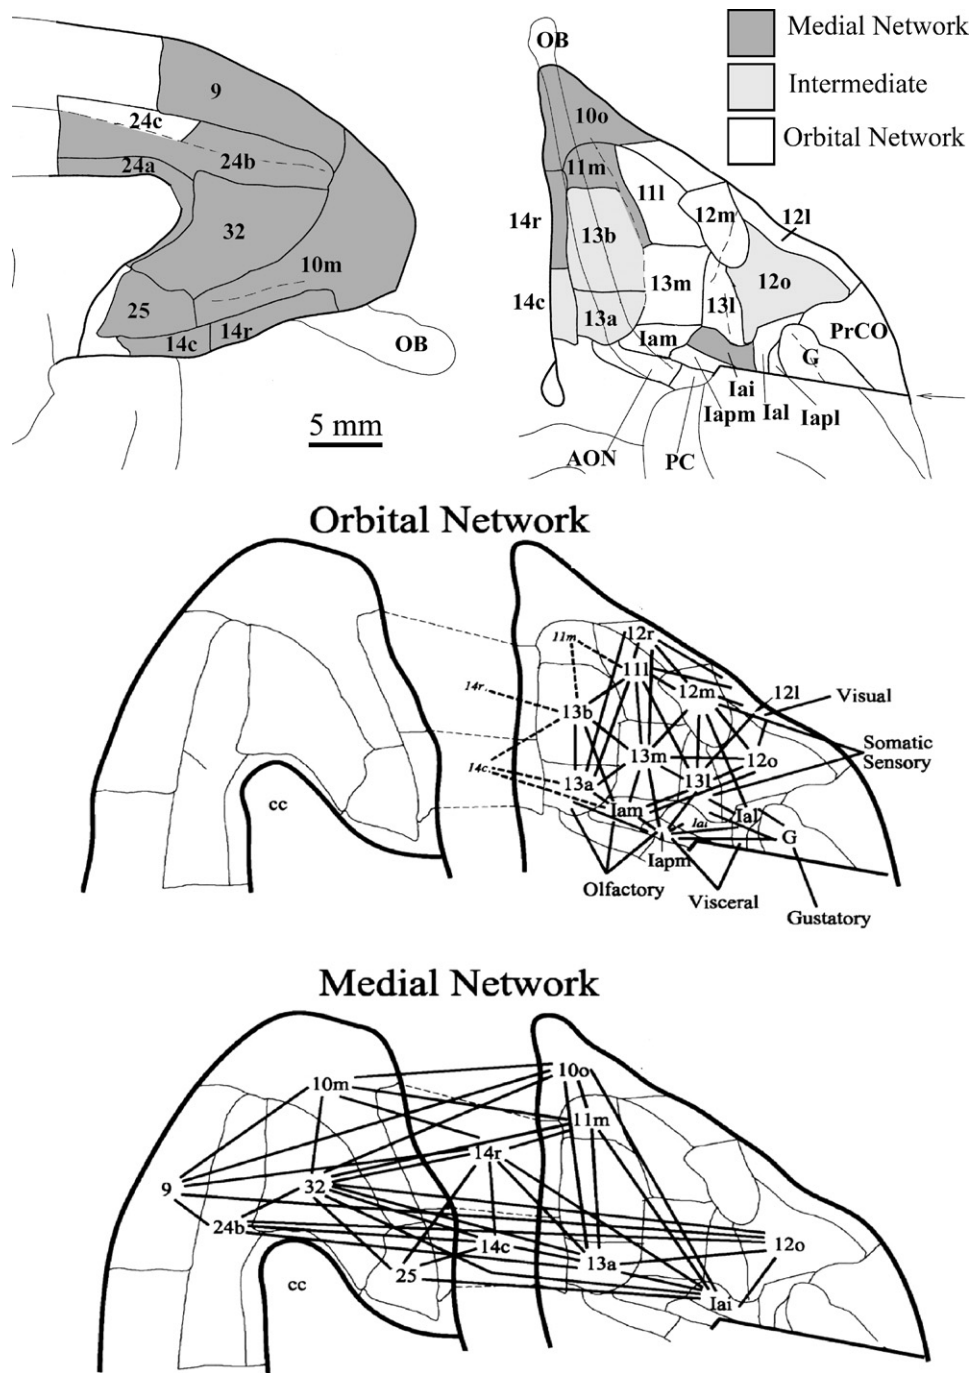 9
24c
24b
24a
32
10m
25
14r
14c
OB
5 mm
OB
Medial Network
Intermediate
Orbital Network
10o
11m
11l
14r
12m
12l
13b
14c
13m
13l
12o
13a
PrCO
Iam
G
Iai
Iapm
Ial
Iapl
AON
PC
Orbital Network
11m
12r
11l
12m
12l
Visual
14r
13b
Somatic
Sensory
14c
13m
12o
13a
13l
cc
Iam
Iai
Ial
G
Iapm
Olfactory
Visceral
Gustatory
Medial Network
10m
10o
11m
14r
9
32
24b
14c
12o
13a
25
cc
Iai